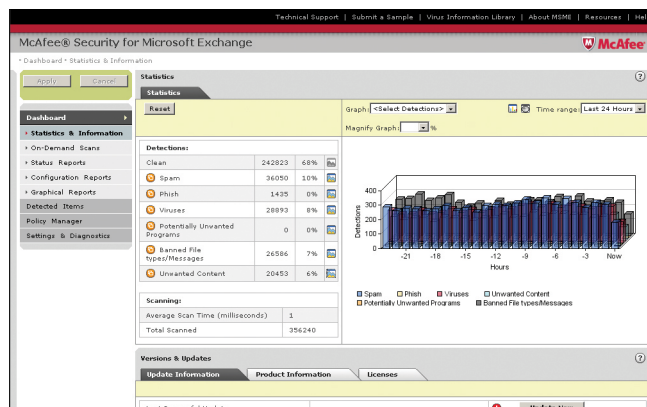 Technical Support | Submit a Sample | Virus Information Library | About MSME | Resources | Hel
McAfee® Security for Microsoft Exchange
McAfee
Dashboard Statistics & Information
Apply Cancel
Statistics
Statistics
Reset
Graph: <Select Detections> Time range: Last 24 Hours
Magnify Graph: %
Dashboard
Statistics & Information
On-Demand Scans
Status Reports
Configuration Reports
Graphical Reports
Detected Items
Policy Manager
Settings & Diagnostics
Detections:
Clean 242823 68%
Spam 36050 10%
Phish 1435 0%
Viruses 28893 8%
Potentially Unwanted
Programs 0 0%
Banned File
types/Messages 26586 7%
Unwanted Content 20453 6%
Scanning:
Average Scan Time (milliseconds) 1
Total Scanned 356240
Detections
400
300
200
100
0
-21 -18 -15 -12 -9 -6 -3 Now
Hours
Spam Phish Viruses Unwanted Content
Potentially Unwanted Programs Banned File types/Messages
Versions & Updates
Update Information Product Information Licenses